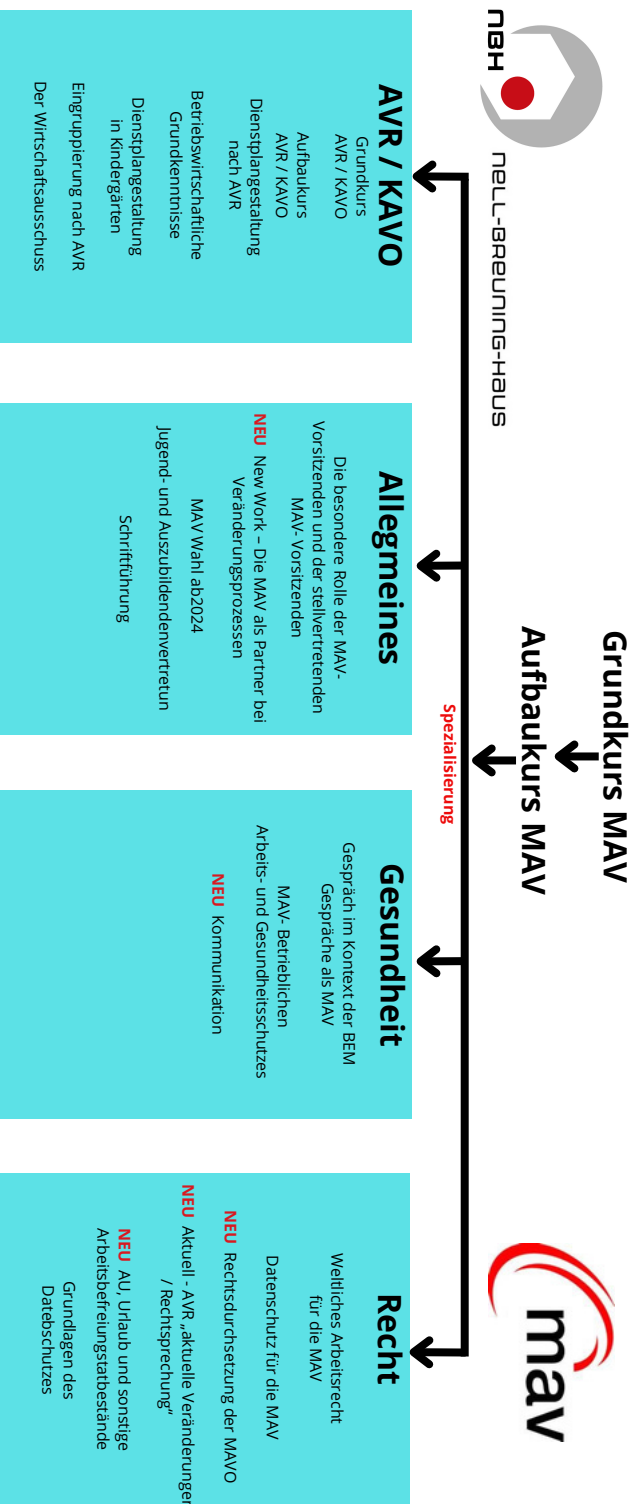 NBH
NELL-BREUNING-HAUS
Grundkurs MAV
Aufbaukurs MAV
Spezialisierung
mav
AVR / KAVO
Grundkurs
AVR / KAVO
Aufbaukurs
AVR / KAVO
Dienstplangestaltung
nach AVR
Betriebswirtschaftliche
Grundkenntnisse
Dienstplangestaltung
in Kindergärten
Eingruppierung nach AVR
Der Wirtschaftsausschuss
Allegmeines
Die besondere Rolle der MAV-
Vorsitzenden und der stellvertretenden
MAV- Vorsitzenden
NEU New Work – Die MAV als Partner bei
Veränderungsprozessen
MAV Wahl ab2024
Jugend- und Auszubildendenvertretun
Schriftführung
Gesundheit
Gespräch im Kontext der BEM
Gespräche als MAV
MAV- Betrieblichen
Arbeits- und Gesundheitsschutzes
NEU Kommunikation
Recht
Weltliches Arbeitsrecht
für die MAV
Datenschutz für die MAV
NEU Rechtsdurchsetzung der MAVO
NEU Aktuell - AVR „aktuelle Veränderungen
/ Rechtsprechung“
NEU AU, Urlaub und sonstige
Arbeitsbefreiungstatbestände
Grundlagen des
Datebschutzes